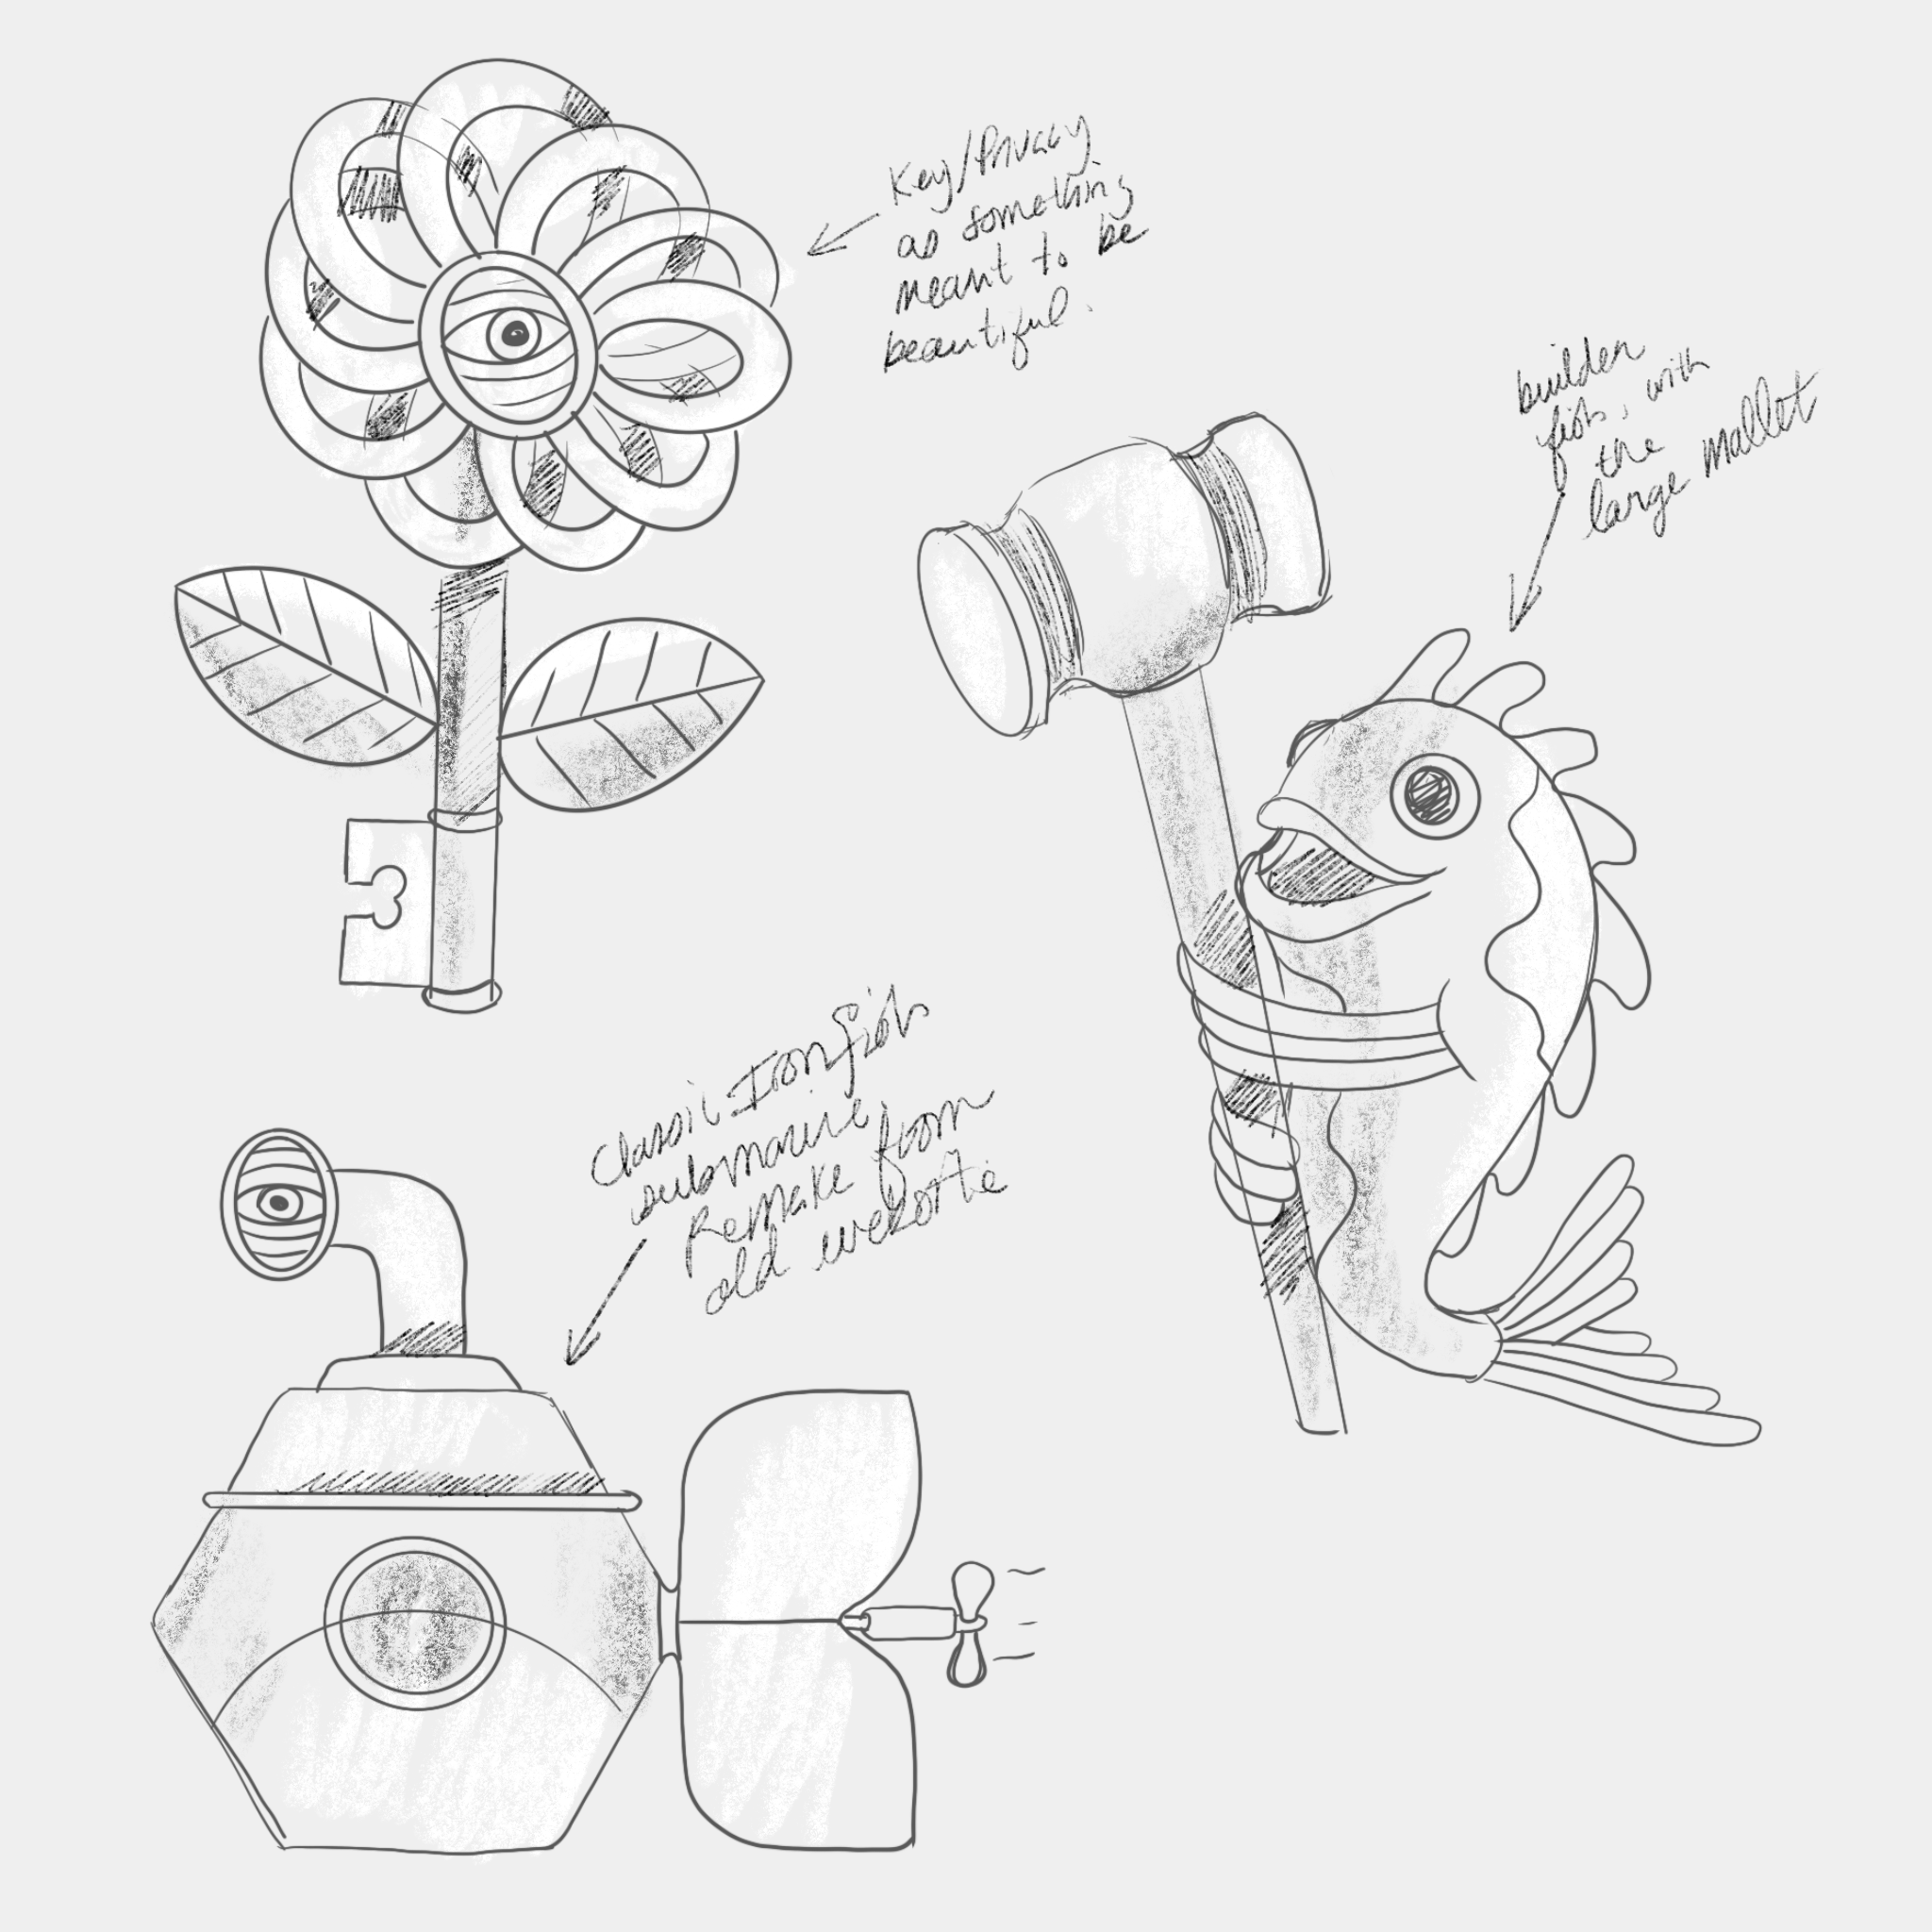 Key/Privacy
as something
meant to be
beautiful.
builder
fish, with
the
large mallet
Classic Ironfish
submarine
Remake from
old website